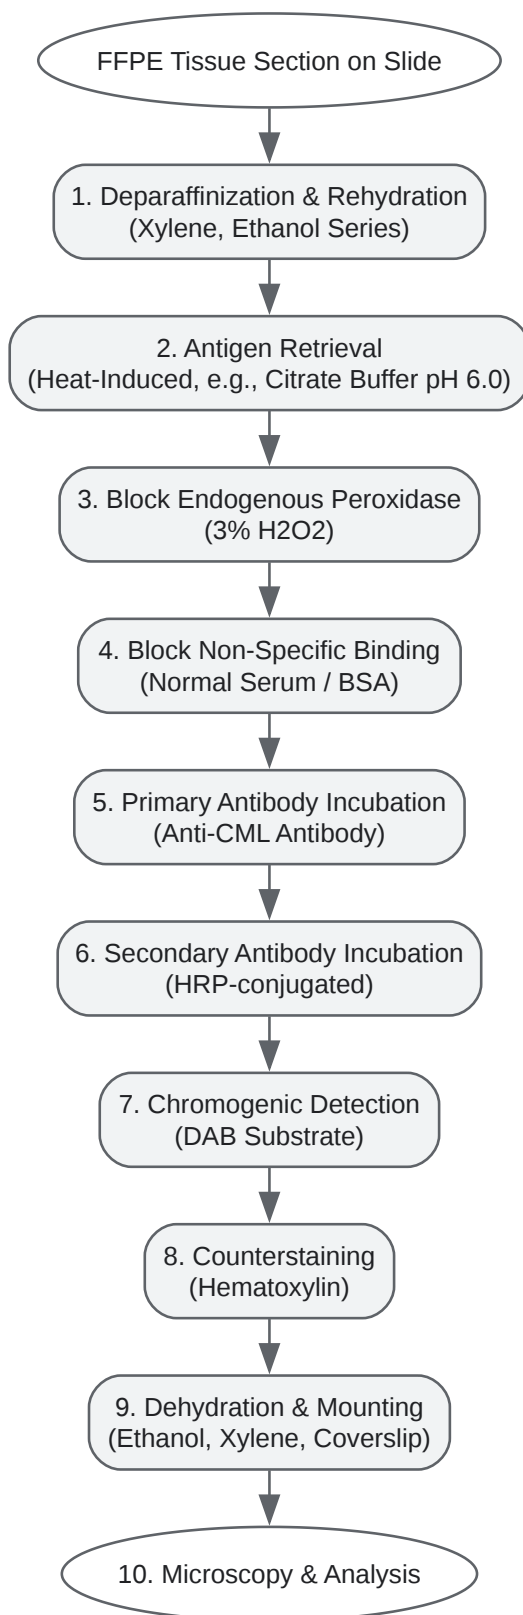 FFPE Tissue Section on Slide
1. Deparaffinization & Rehydration
(Xylene, Ethanol Series)
2. Antigen Retrieval
(Heat-Induced, e.g., Citrate Buffer pH 6.0)
3. Block Endogenous Peroxidase
(3% H2O2)
4. Block Non-Specific Binding
(Normal Serum / BSA)
5. Primary Antibody Incubation
(Anti-CML Antibody)
6. Secondary Antibody Incubation
(HRP-conjugated)
7. Chromogenic Detection
(DAB Substrate)
8. Counterstaining
(Hematoxylin)
9. Dehydration & Mounting
(Ethanol, Xylene, Coverslip)
10. Microscopy & Analysis